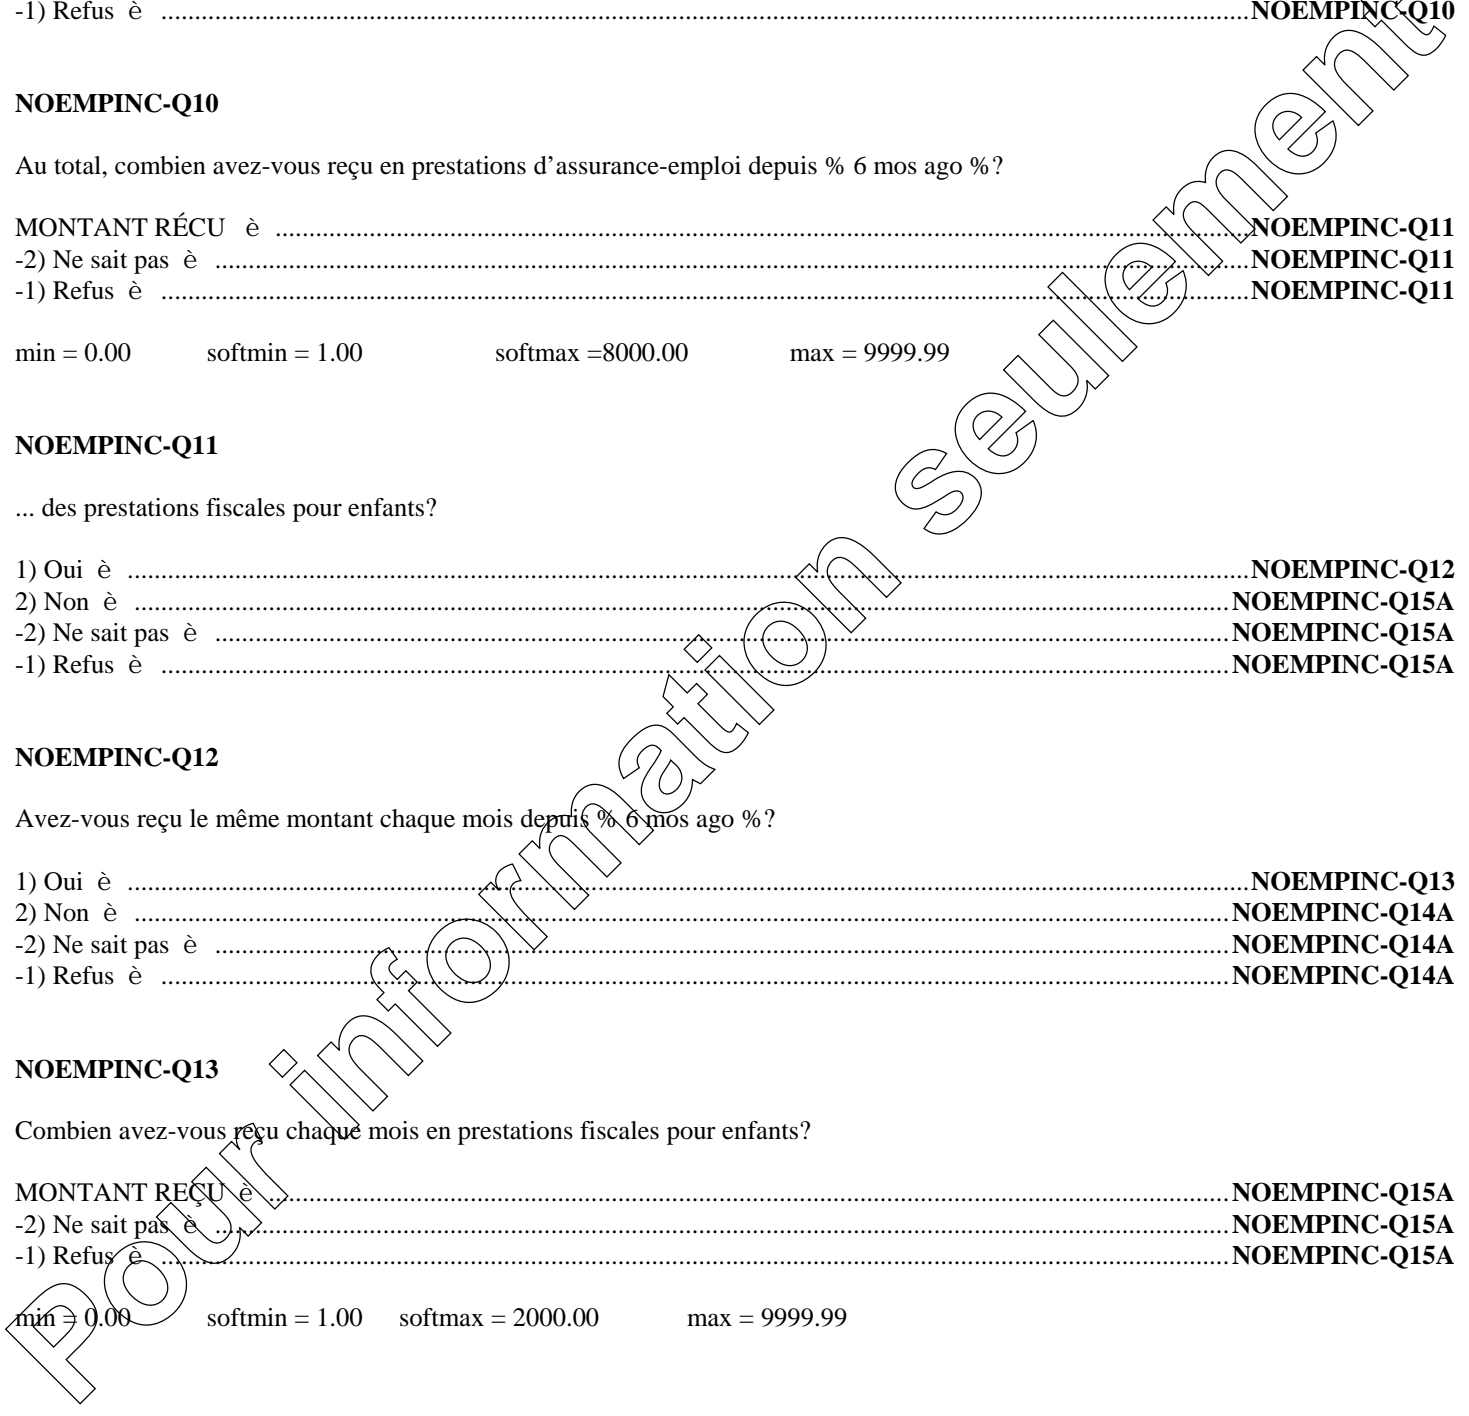 -1) Refus è ........................ NOEMPINC-Q10
NOEMPINC-Q10
Au total, combien avez-vous reçu en prestations d’assurance-emploi depuis % 6 mos ago %?
MONTANT RÉCU è ........................ NOEMPINC-Q11
-2) Ne sait pas è ........................ NOEMPINC-Q11
-1) Refus è ........................ NOEMPINC-Q11
min = 0.00 softmin = 1.00 softmax =8000.00 max = 9999.99
NOEMPINC-Q11
... des prestations fiscales pour enfants?
1) Oui è ........................ NOEMPINC-Q12
2) Non è ........................ NOEMPINC-Q15A
-2) Ne sait pas è ........................ NOEMPINC-Q15A
-1) Refus è ........................ NOEMPINC-Q15A
NOEMPINC-Q12
Avez-vous reçu le même montant chaque mois depuis % 6 mos ago %?
1) Oui è ........................ NOEMPINC-Q13
2) Non è ........................ NOEMPINC-Q14A
-2) Ne sait pas è ........................ NOEMPINC-Q14A
-1) Refus è ........................ NOEMPINC-Q14A
NOEMPINC-Q13
Combien avez-vous reçu chaque mois en prestations fiscales pour enfants?
MONTANT REÇU è ........................ NOEMPINC-Q15A
-2) Ne sait pas è ........................ NOEMPINC-Q15A
-1) Refus è ........................ NOEMPINC-Q15A
min = 0.00 softmin = 1.00 softmax = 2000.00 max = 9999.99
Pour information seulement